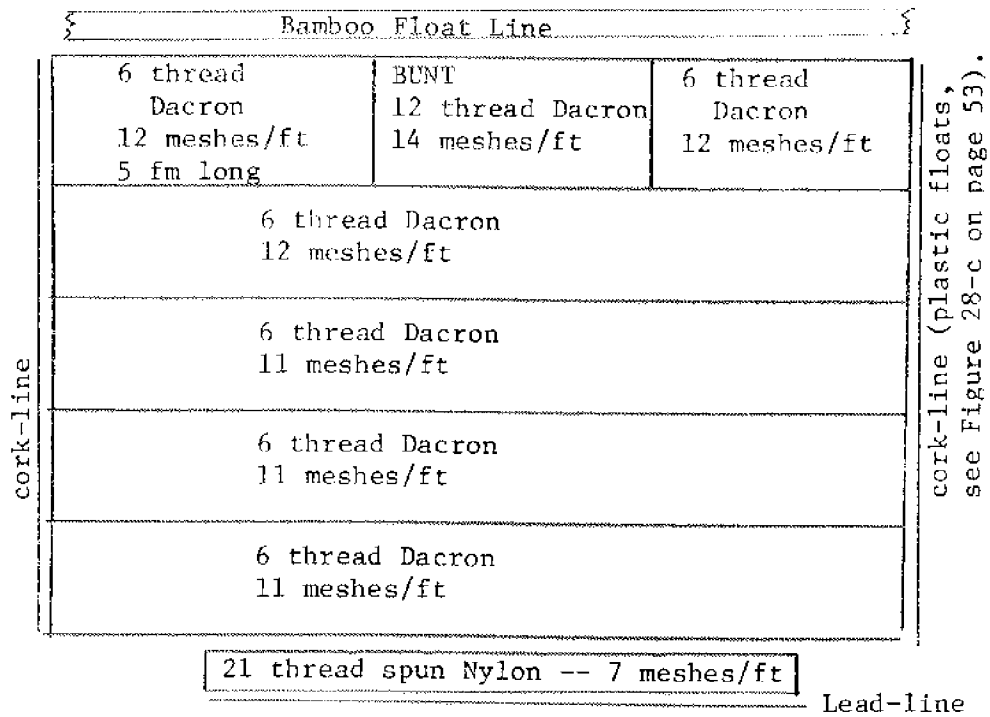 Bamboo Float Line
6 thread
Dacron
12 meshes/ft
5 fm long
BUNT
12 thread Dacron
14 meshes/ft
6 thread
Dacron
12 meshes/ft
6 thread Dacron
12 meshes/ft
6 thread Dacron
11 meshes/ft
6 thread Dacron
11 meshes/ft
6 thread Dacron
11 meshes/ft
cork-line
cork-line (plastic floats,
see Figure 28-c on page 53).
21 thread spun Nylon -- 7 meshes/ft
Lead-line